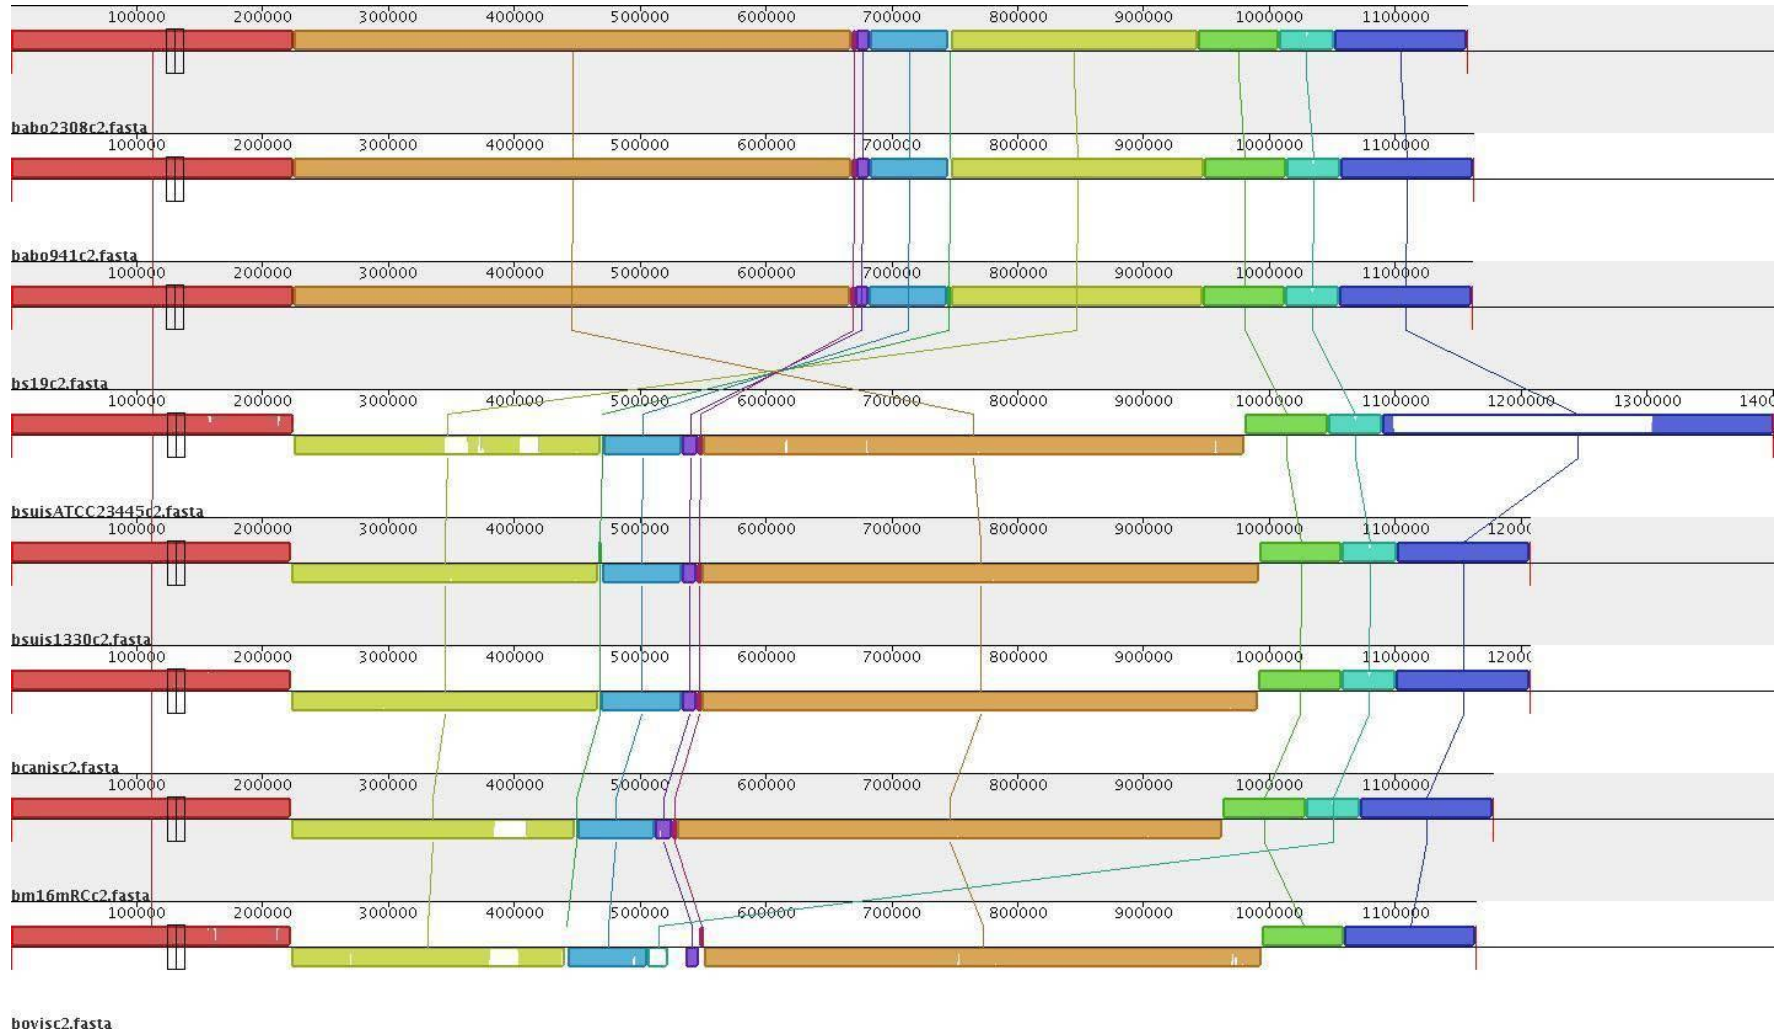 100000 200000 300000 400000 500000 600000 700000 800000 900000 1000000 1100000
babo2308c2.fasta
100000 200000 300000 400000 500000 600000 700000 800000 900000 1000000 1100000
babo941c2.fasta
100000 200000 300000 400000 500000 600000 700000 800000 900000 1000000 1100000
bs19c2.fasta
100000 200000 300000 400000 500000 600000 700000 800000 900000 1000000 1100000 1200000 1300000 1400
bsuisATCC23445c2.fasta
100000 200000 300000 400000 500000 600000 700000 800000 900000 1000000 1100000 12000
bsuis1330c2.fasta
100000 200000 300000 400000 500000 600000 700000 800000 900000 1000000 1100000 12000
bcanisc2.fasta
100000 200000 300000 400000 500000 600000 700000 800000 900000 1000000 1100000
bm16mRCc2.fasta
100000 200000 300000 400000 500000 600000 700000 800000 900000 1000000 1100000
bovisc2.fasta